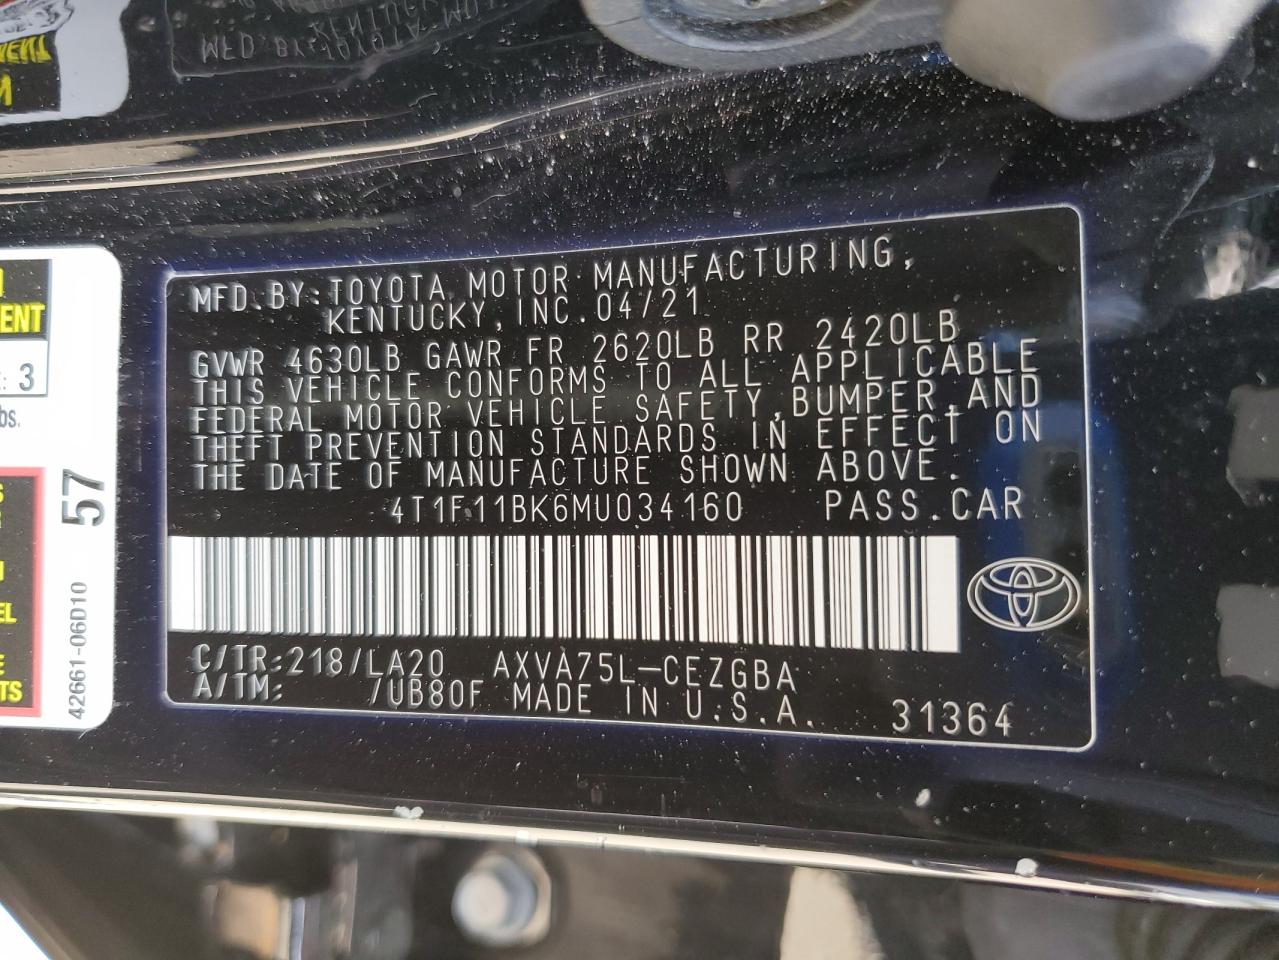 MFD. BY: TOYOTA MOTOR MANUFACTURING,
KENTUCKY, INC. 04/21
GVWR 4630LB GAWR FR 2620LB RR 2420LB
THIS VEHICLE CONFORMS TO ALL APPLICABLE
FEDERAL MOTOR VEHICLE SAFETY, BUMPER, AND
THEFT PREVENTION STANDARDS IN EFFECT ON
THE DATE OF MANUFACTURE SHOWN ABOVE.
4T1F11BK6MU034160 PASS. CAR
C/TR: 218/LA20 AXVA75L-CEZGBA
A/TM: /UB80F MADE IN U.S.A. 31364
57
42661-06D10
3